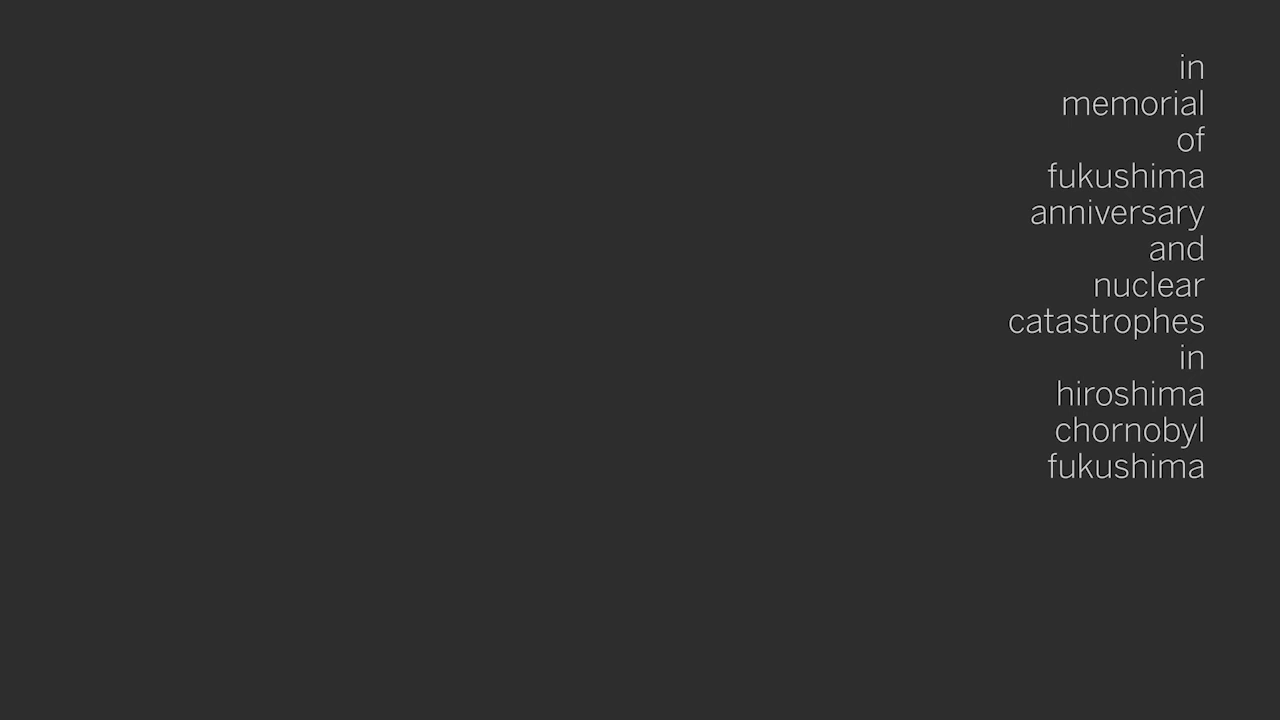 in
memorial
of
fukushima
anniversary
and
nuclear
catastrophes
in
hiroshima
chornobyl
fukushima